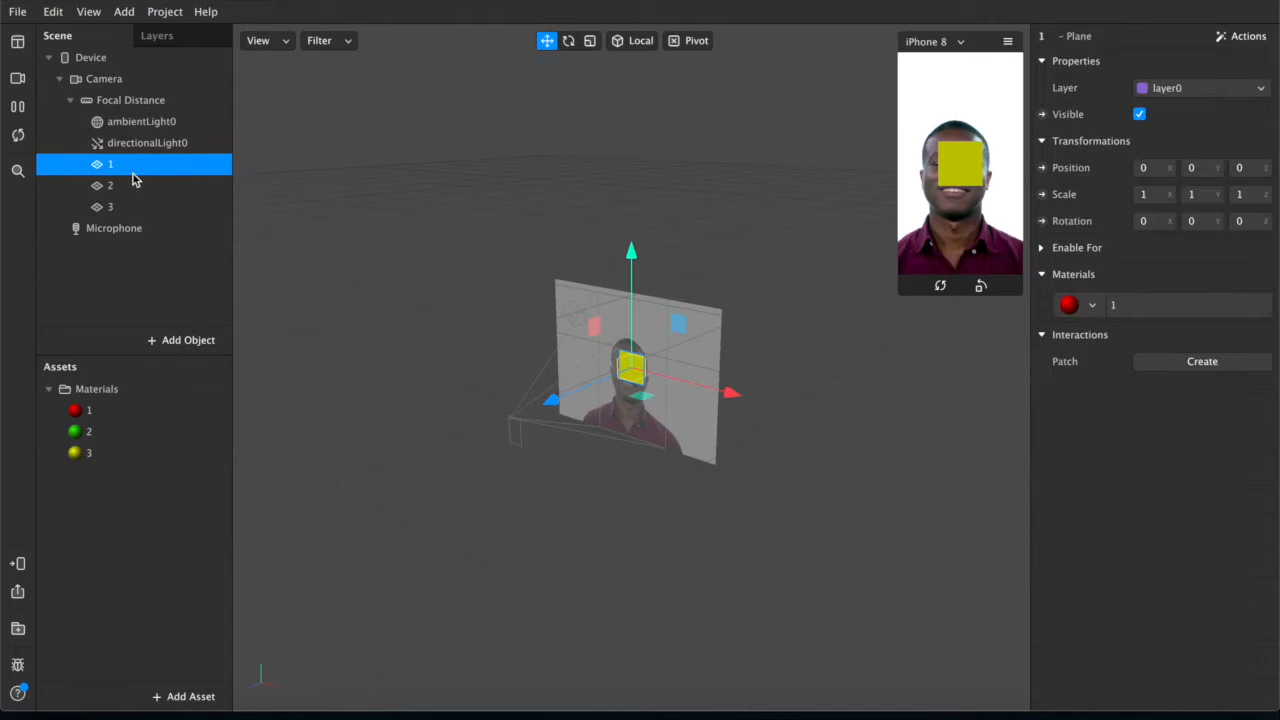 File Edit View Add Project Help
Scene Layers
Device
Camera
Focal Distance
ambientLight0
directionalLight0
1
2
3
Microphone
+ Add Object
Assets
Materials
1
2
3
+ Add Asset
View Filter Local Pivot
iPhone 8
1 - Plane Actions
Properties
Layer layer0
Visible
Transformations
Position 0 X 0 Y 0 Z
Scale 1 X 1 Y 1 Z
Rotation 0 X 0 Y 0 Z
Enable For
Materials
1
Interactions
Patch Create